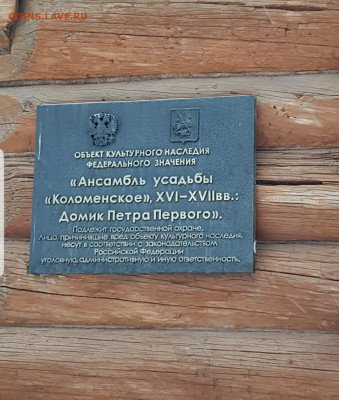 COINS.LAVE.RU
ОБЪЕКТ КУЛЬТУРНОГО НАСЛЕДИЯ
ФЕДЕРАЛЬНОГО ЗНАЧЕНИЯ
«Ансамбль усадьбы
«Коломенское», XVI-XVIIвв.:
Домик Петра Первого».
Подлежит государственной охране.
Лица, причинившие вред объекту культурного наследия,
несут в соответствии с законодательством
Российской Федерации
уголовную, административную и иную ответственность.